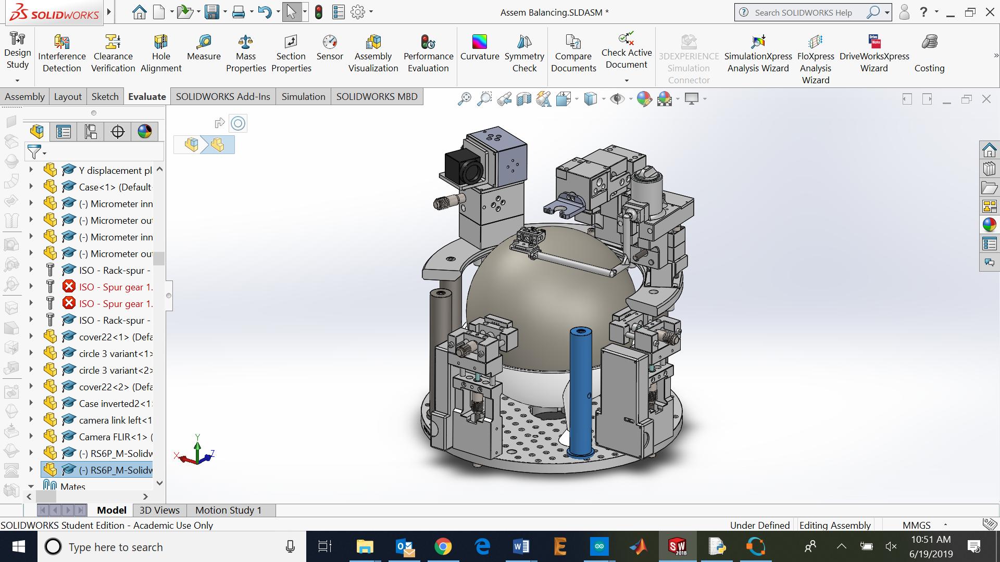 SOLIDWORKS
Assem Balancing.SLDASM *
Search SOLIDWORKS Help
?
Design
Study
Interference
Detection
Clearance
Verification
Hole
Alignment
Measure
Mass
Properties
Section
Properties
Sensor
Assembly
Visualization
Performance
Evaluation
Curvature
Symmetry
Check
Compare
Documents
Check Active
Document
3DEXPERIENCE
Simulation
Connector
SimulationXpress
Analysis Wizard
FloXpress
Analysis
Wizard
DriveWorksXpress
Wizard
Costing
»
Assembly
Layout
Sketch
Evaluate
SOLIDWORKS Add-Ins
Simulation
SOLIDWORKS MBD
Y displacement pl
Case<1> (Default
(-) Micrometer inn
(-) Micrometer ou
(-) Micrometer inn
(-) Micrometer ou
ISO - Rack-spur -
ISO - Spur gear 1.
ISO - Spur gear 1.
ISO - Rack-spur -
cover22<1> (Defa
circle 3 variant<1>
circle 3 variant<2>
cover22<2> (Defa
Case inverted2<1
camera link left<1
Camera FLIR<1> (
(-) RS6P_M-Solidw
(-) RS6P_M-Solidw
Mates
Y
X
Z
Model
3D Views
Motion Study 1
SOLIDWORKS Student Edition - Academic Use Only
Under Defined
Editing Assembly
MMGS
Type here to search
SW
2018
10:51 AM
6/19/2019